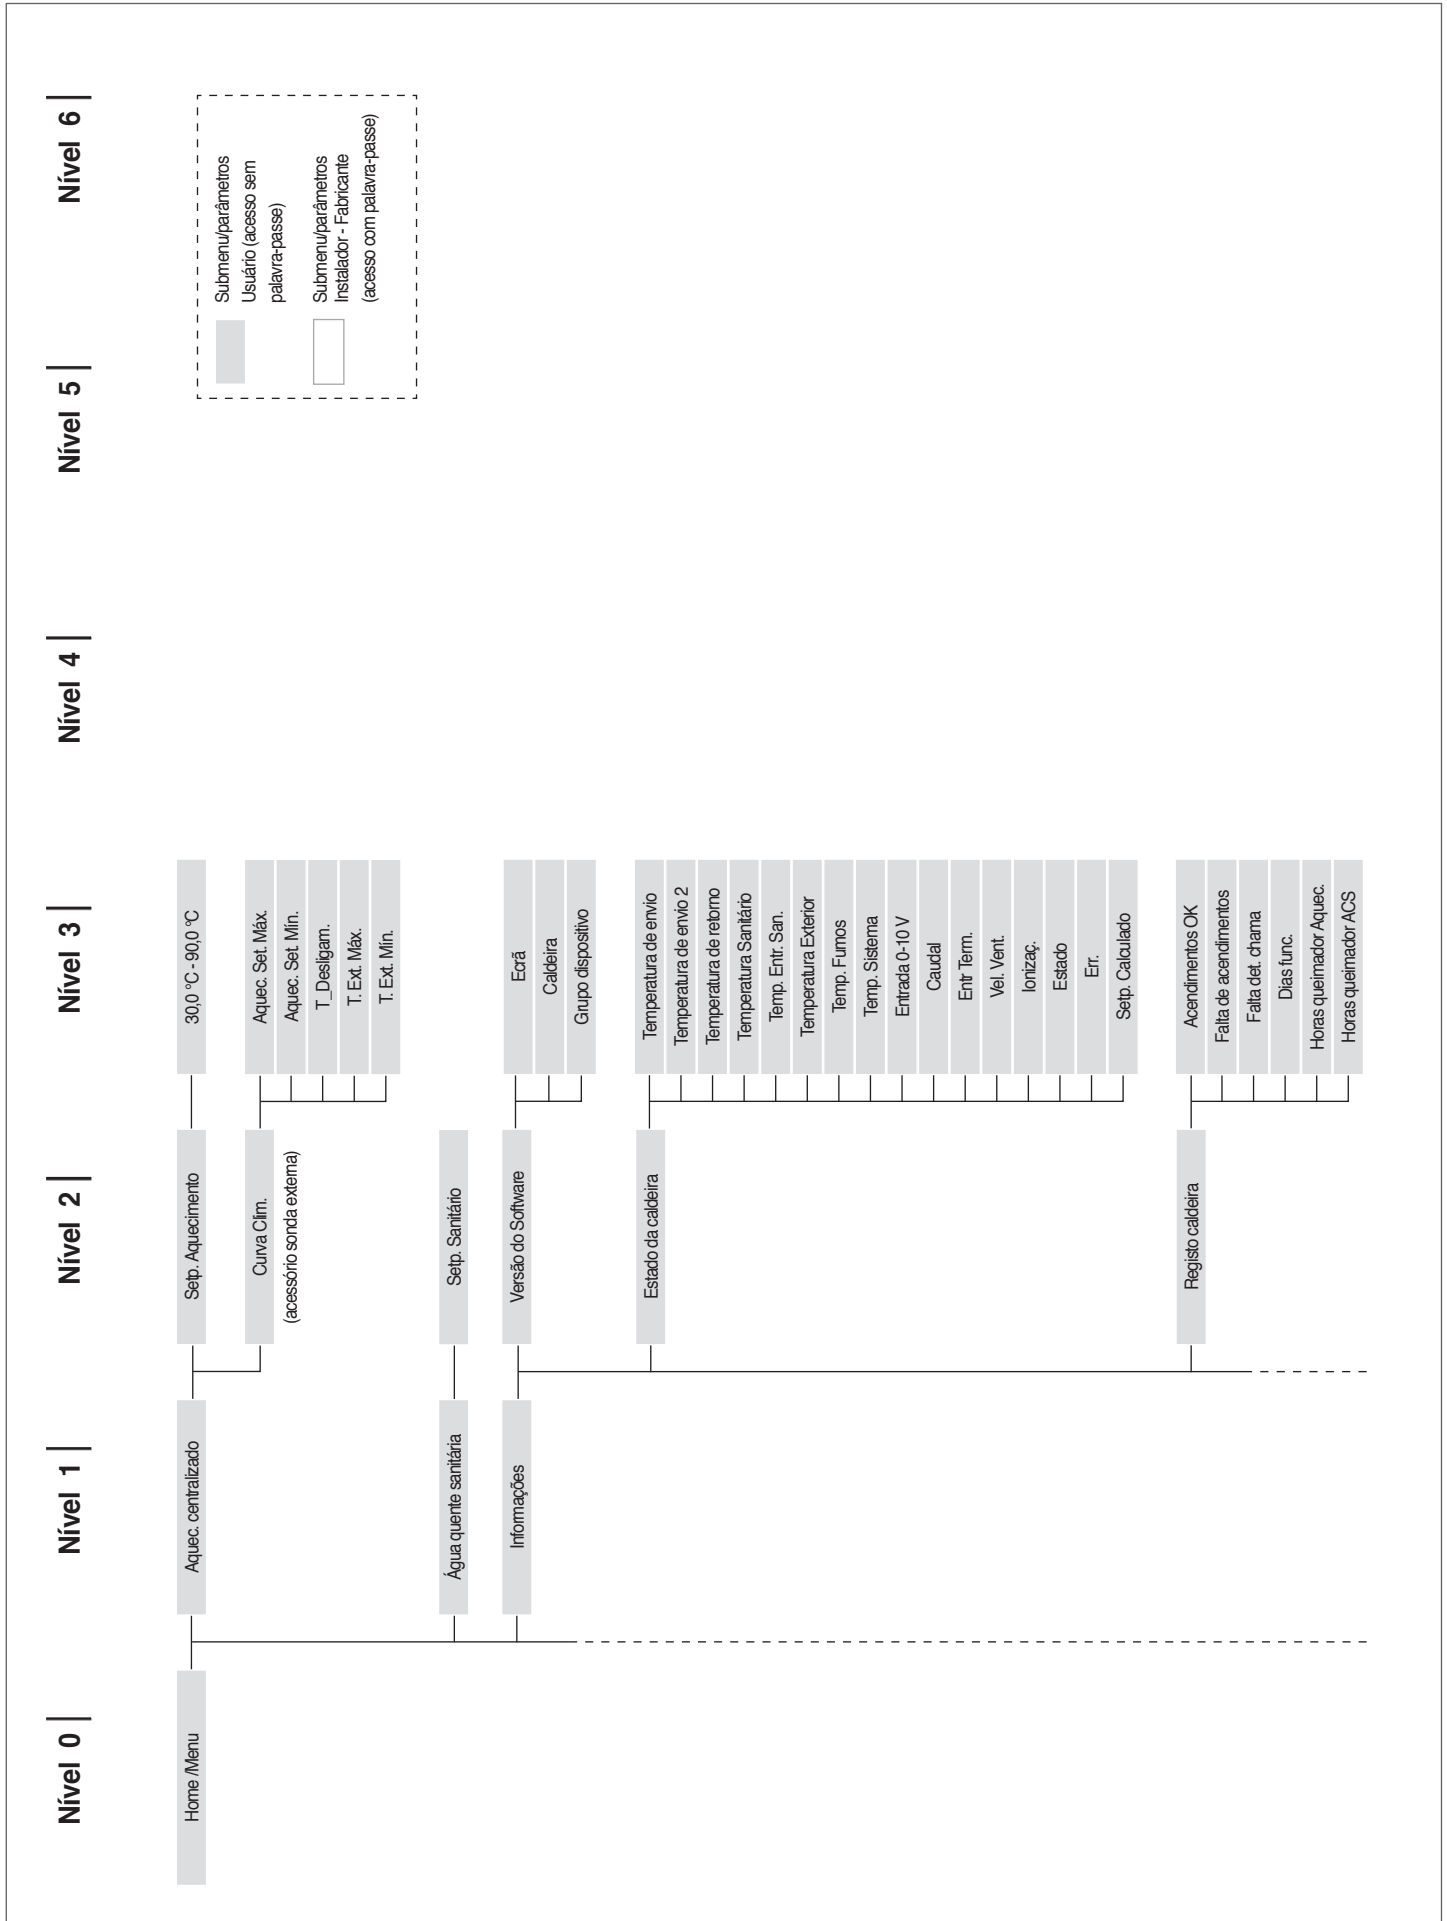 Nível 0
Nível 1
Nível 2
Nível 3
Nível 4
Nível 5
Nível 6
Submenu/parâmetros
Usuário (acesso sem
palavra-passe)
Submenu/parâmetros
Instalador - Fabricante
(acesso com palavra-passe)
Home /Menu
Aquec. centralizado
Setp. Aquecimento
30,0 °C - 90,0 °C
Curva Clim.
(acessório sonda externa)
Aquec. Set. Máx.
Aquec. Set. Mín.
T_Desligam.
T. Ext. Máx.
T. Ext. Mín.
Água quente sanitária
Setp. Sanitário
Informações
Versão do Software
Ecrã
Caldeira
Grupo dispositivo
Estado da caldeira
Temperatura de envio
Temperatura de envio 2
Temperatura de retorno
Temperatura Sanitário
Temp. Entr. San.
Temperatura Exterior
Temp. Fumos
Temp. Sistema
Entrada 0-10 V
Caudal
Entr Term.
Vel. Vent.
Ionizaç.
Estado
Err.
Setp. Calculado
Registo caldeira
Acendimentos OK
Falta de acendimentos
Falta det. chama
Dias func.
Horas queimador Aquec.
Horas queimador ACS